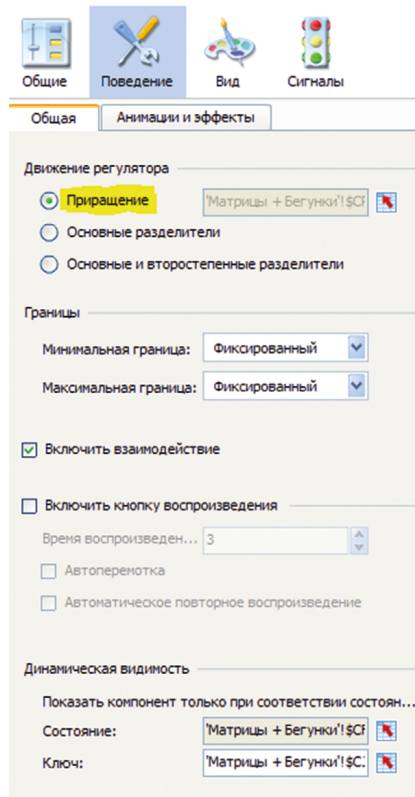 Общие Поведение Вид Сигналы
Общая Анимации и эффекты
Движение регулятора
Приращение 'Матрицы + Бегунки'!$CF
Основные разделители
Основные и второстепенные разделители
Границы
Минимальная граница: Фиксированный
Максимальная граница: Фиксированный
Включить взаимодействие
Включить кнопку воспроизведения
Время воспроизведен... 3
Автоперемотка
Автоматическое повторное воспроизведение
Динамическая видимость
Показать компонент только при соответствии состоян...
Состояние: 'Матрицы + Бегунки'!$CF
Ключ: 'Матрицы + Бегунки'!$C